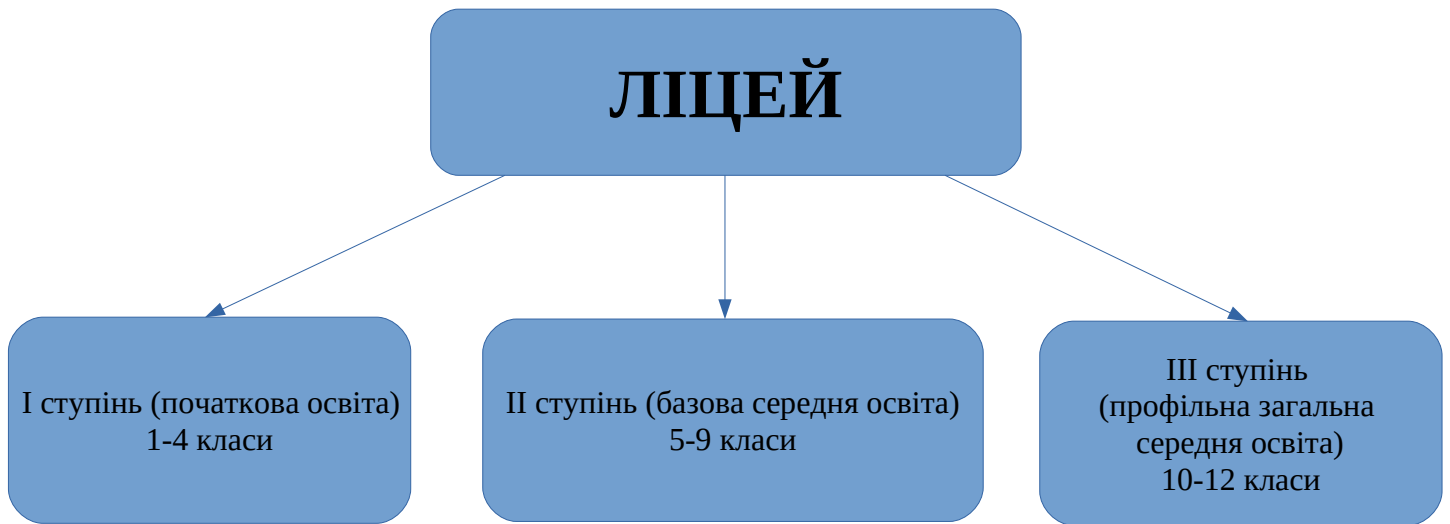 ЛІЦЕЙ
І ступінь (початкова освіта)
1-4 класи
ІІ ступінь (базова середня освіта)
5-9 класи
ІІІ ступінь
(профільна загальна
середня освіта)
10-12 класи